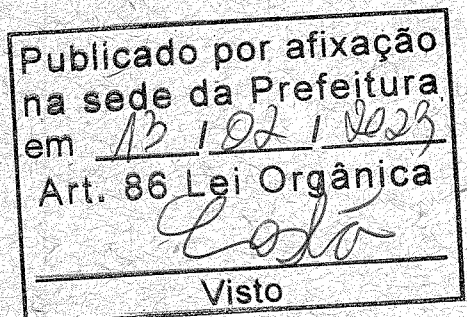 Publicado por afixação
na sede da Prefeitura
em 13 / 02 / 2023
Art. 86 Lei Orgânica
Visto